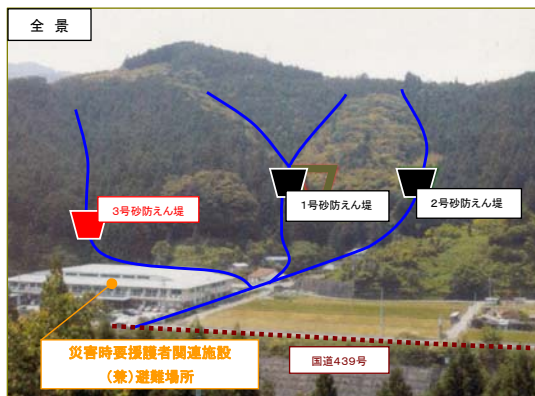 全 景
3号砂防えん堤
1号砂防えん堤
2号砂防えん堤
災害時要援護者関連施設
（兼）避難場所
国道439号